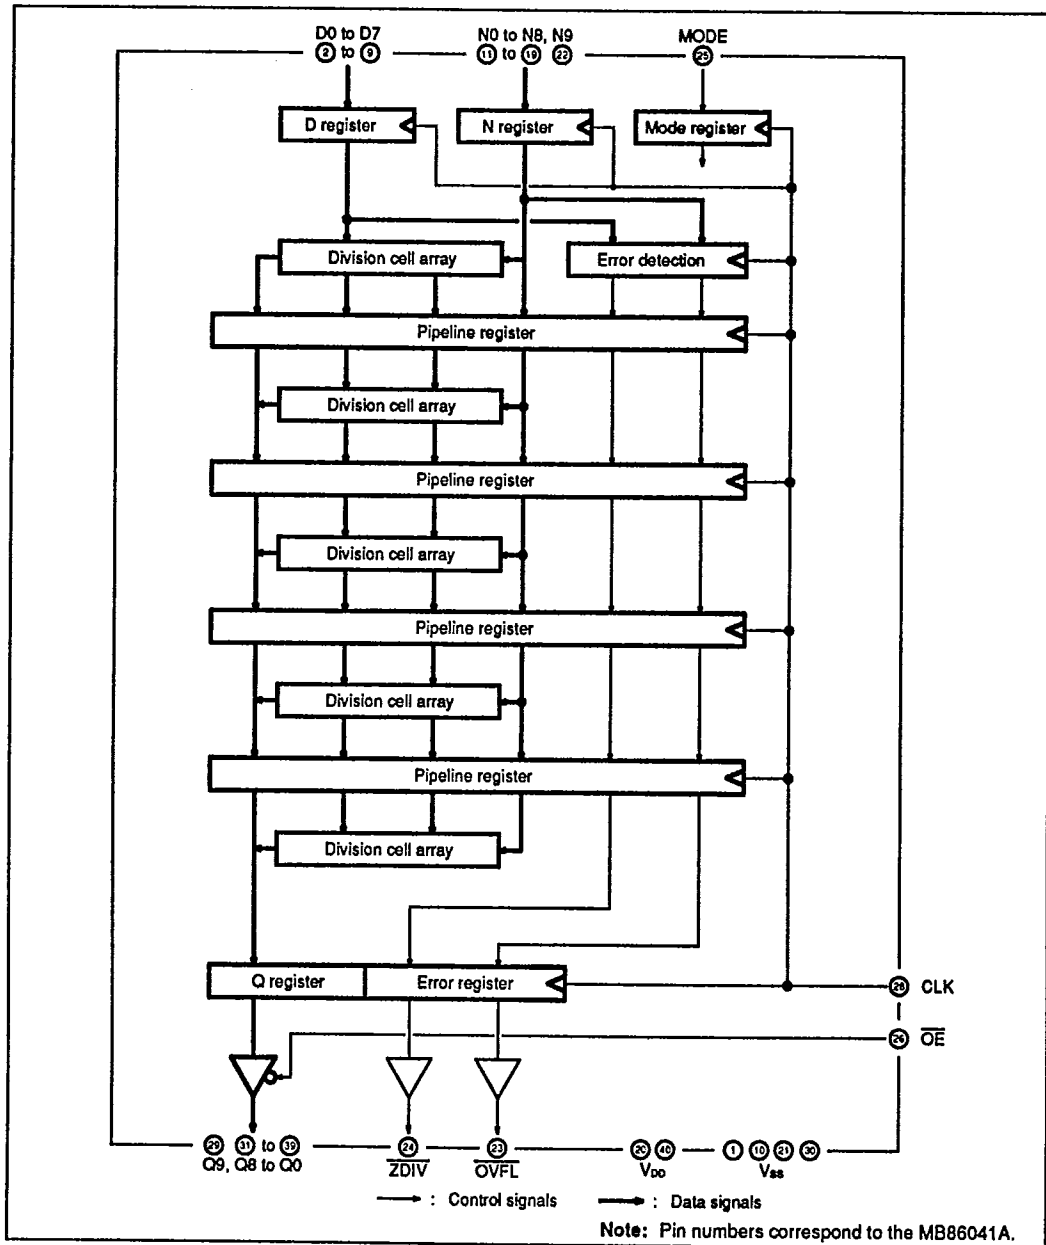 D0 to D7 N0 to N8, N9 MODE
2 to 9 11 to 19 22 25
D register N register Mode register
Division cell array Error detection
Pipeline register
Division cell array
Pipeline register
Division cell array
Pipeline register
Division cell array
Pipeline register
Division cell array
Q register Error register
28 CLK
26 OE
29 31 to 39 24 23 20 40 1 10 21 30
Q9, Q8 to Q0 ZDIV OVFL VDD VSS
: Control signals : Data signals
Note: Pin numbers correspond to the MB86041A.